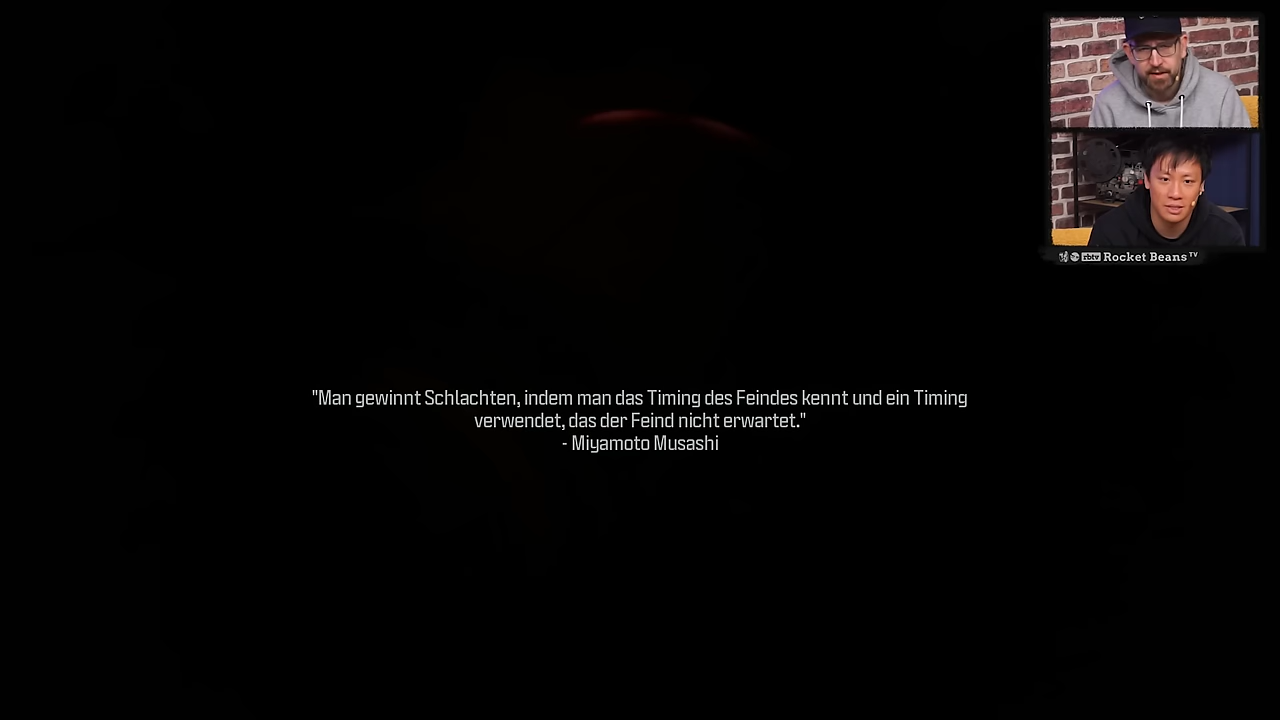 rbtv Rocket Beans TV
"Man gewinnt Schlachten, indem man das Timing des Feindes kennt und ein Timing
verwendet, das der Feind nicht erwartet."
- Miyamoto Musashi